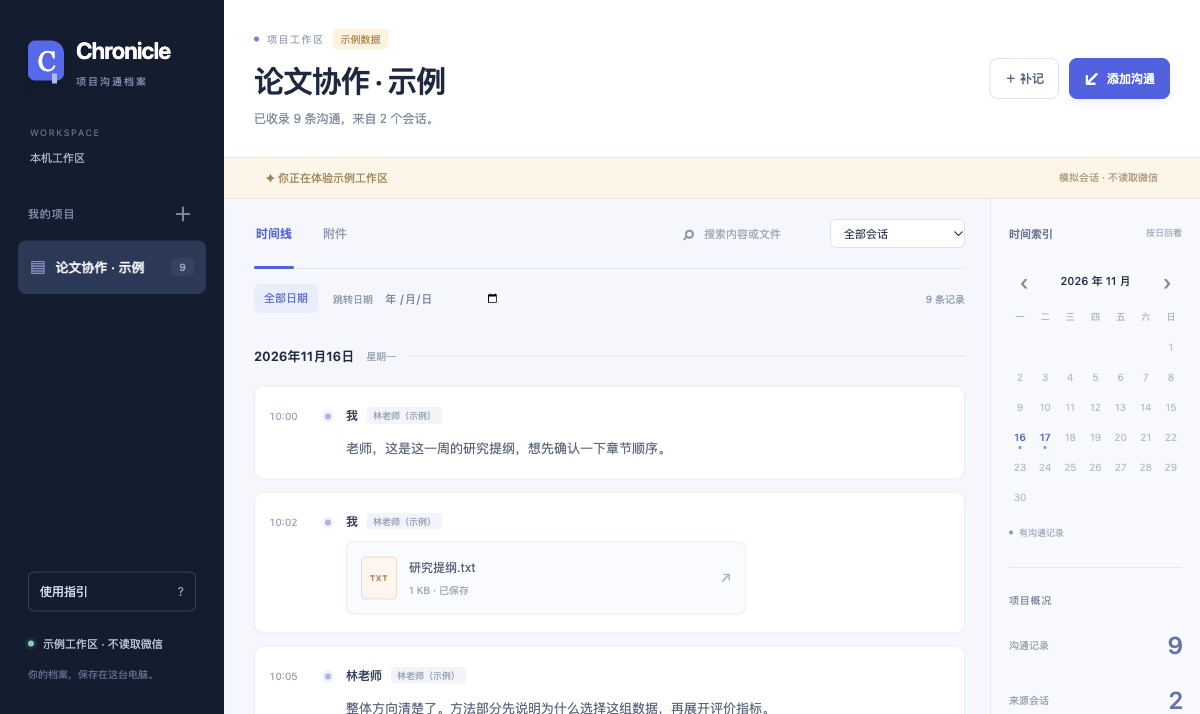 C
Chronicle
项目沟通档案
WORKSPACE
本机工作区
我的项目
论文协作 · 示例 9
使用指引 ?
示例工作区 · 不读取微信
你的档案，保存在这台电脑。
项目工作区 示例数据
论文协作 · 示例
已收录 9 条沟通，来自 2 个会话。
+ 补记
添加沟通
✦ 你正在体验示例工作区
模拟会话 · 不读取微信
时间线 附件
搜索内容或文件
全部会话
全部日期 跳转日期 年 /月/日
9 条记录
2026年11月16日 星期一
10:00 我 林老师（示例）
老师，这是这一周的研究提纲，想先确认一下章节顺序。
10:02 我 林老师（示例）
TXT
研究提纲.txt
1 KB · 已保存
10:05 林老师 林老师（示例）
整体方向清楚了。方法部分先说明为什么选择这组数据，再展开评价指标。
时间索引 按日回看
2026 年 11 月
一 二 三 四 五 六 日
1
2 3 4 5 6 7 8
9 10 11 12 13 14 15
16 17 18 19 20 21 22
23 24 25 26 27 28 29
30
有沟通记录
项目概况
沟通记录 9
来源会话 2